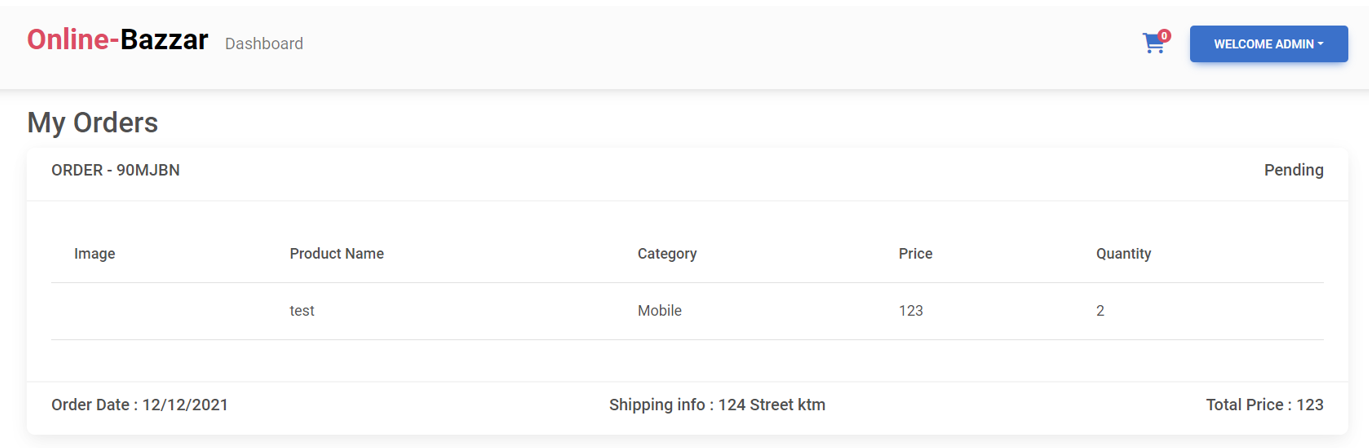 Online-Bazzar Dashboard 0 WELCOME ADMIN
My Orders
ORDER - 90MJBN Pending
Image Product Name Category Price Quantity
test Mobile 123 2
Order Date : 12/12/2021 Shipping info : 124 Street ktm Total Price : 123